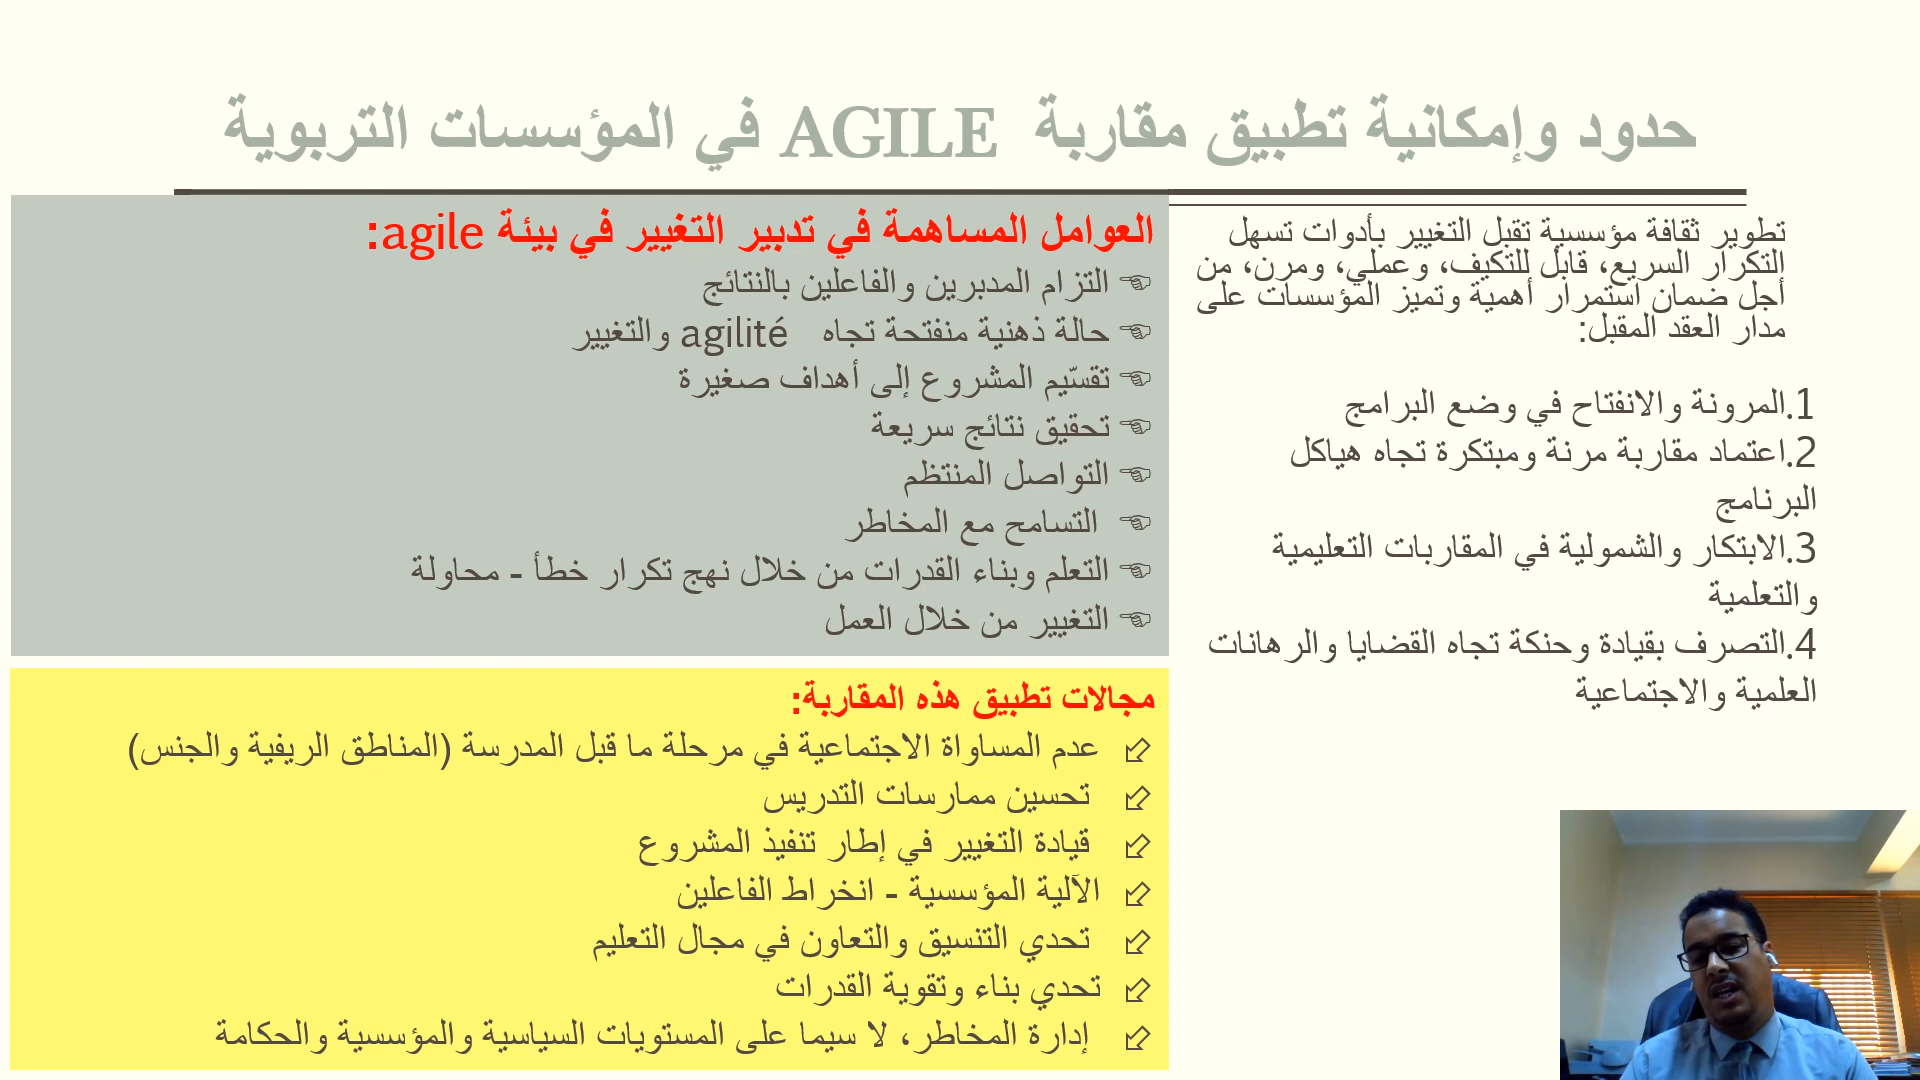 حدود وإمكانية تطبيق مقاربة AGILE في المؤسسات التربوية
تطوير ثقافة مؤسسية تقبل التغيير بأدوات تسهل
التكرار السريع، قابل للتكيف، وعملي، ومرن، من
أجل ضمان استمرار أهمية وتميز المؤسسات على
مدار العقد المقبل:
1.المرونة والانفتاح في وضع البرامج
2.اعتماد مقاربة مرنة ومبتكرة تجاه هياكل
البرنامج
3.الابتكار والشمولية في المقاربات التعليمية
والتعلمية
4.التصرف بقيادة وحنكة تجاه القضايا والرهانات
العلمية والاجتماعية
العوامل المساهمة في تدبير التغيير في بيئة agile:
التزام المدبرين والفاعلين بالنتائج
حالة ذهنية منفتحة تجاه agilité والتغيير
تقسّيم المشروع إلى أهداف صغيرة
تحقيق نتائج سريعة
التواصل المنتظم
التسامح مع المخاطر
التعلم وبناء القدرات من خلال نهج تكرار خطأ - محاولة
التغيير من خلال العمل
مجالات تطبيق هذه المقاربة:
عدم المساواة الاجتماعية في مرحلة ما قبل المدرسة (المناطق الريفية والجنس)
تحسين ممارسات التدريس
قيادة التغيير في إطار تنفيذ المشروع
الآلية المؤسسية - انخراط الفاعلين
تحدي التنسيق والتعاون في مجال التعليم
تحدي بناء وتقوية القدرات
إدارة المخاطر، لا سيما على المستويات السياسية والمؤسسية والحكامة